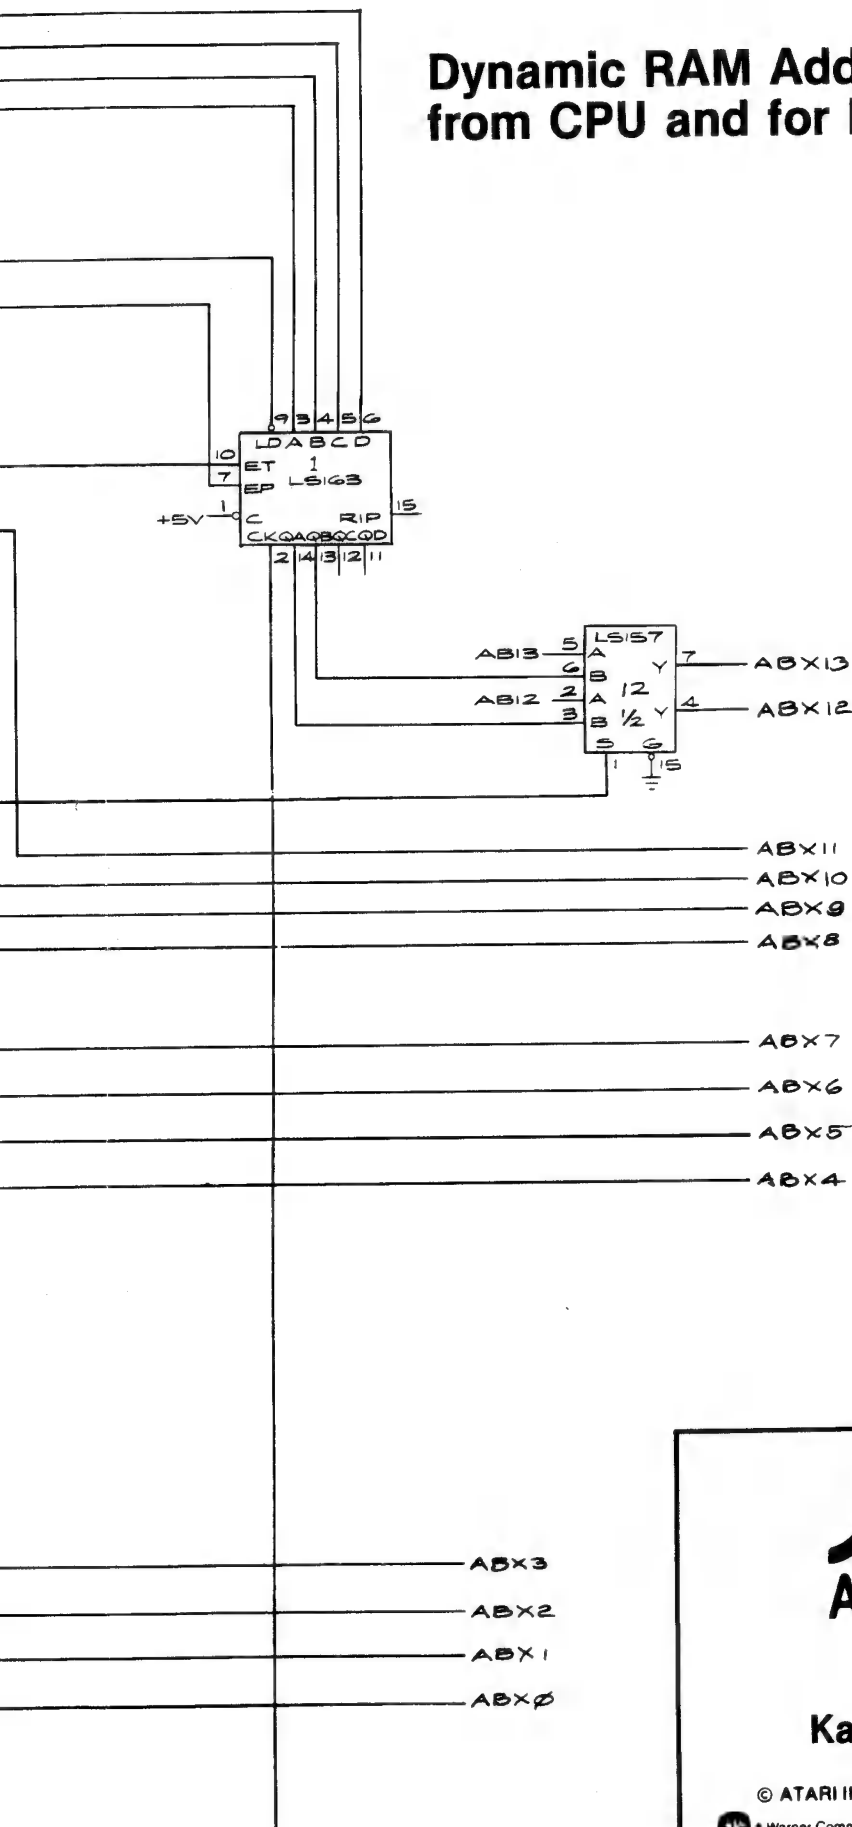 Dynamic RAM Add
from CPU and for
9 3 4 5 6
LD A B C D
10 ET 1
7 EP LS163
+5V 1 C RIP 15
CK QA QB QC QD
2 14 13 12 11
LS157
AB13 5 A Y 7 ABX13
6 B
AB12 2 A 12 Y 4 ABX12
3 B 1/2
S G
1 15
ABX11
ABX10
ABX9
ABX8
ABX7
ABX6
ABX5
ABX4
ABX3
ABX2
ABX1
ABXØ
A
Ka
© ATARI